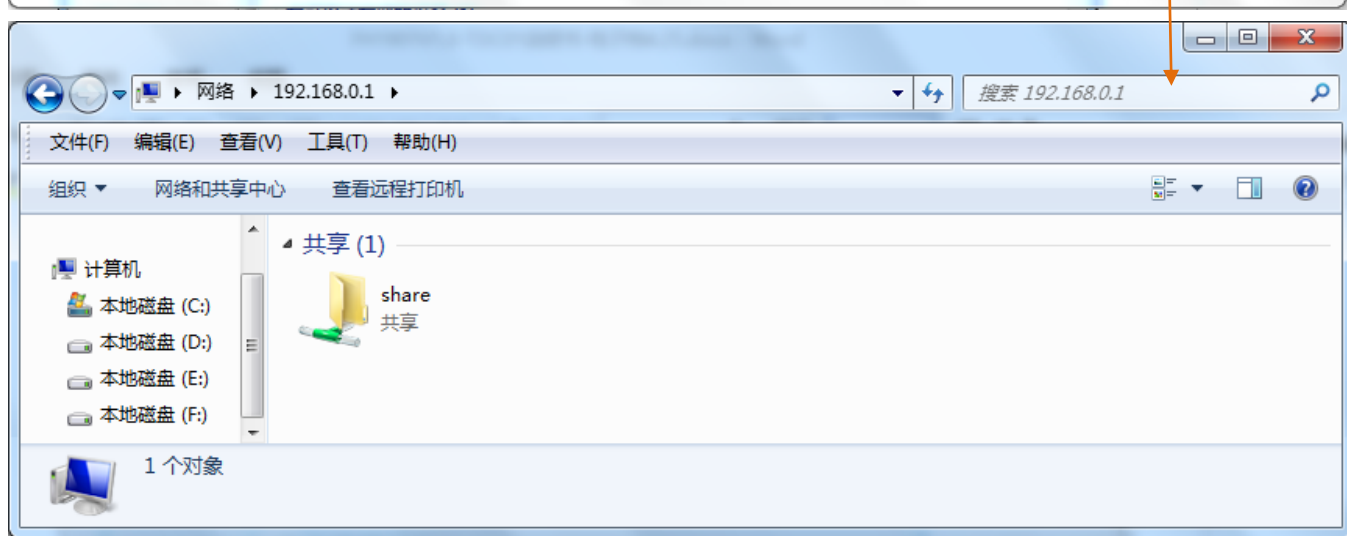 网络 192.168.0.1
搜索 192.168.0.1
文件(F) 编辑(E) 查看(V) 工具(T) 帮助(H)
组织 网络和共享中心 查看远程打印机
共享 (1)
计算机
share
本地磁盘 (C:)
共享
本地磁盘 (D:)
本地磁盘 (E:)
本地磁盘 (F:)
1 个对象